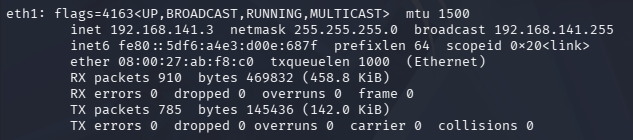 eth1: flags=4163<UP,BROADCAST,RUNNING,MULTICAST>  mtu 1500
        inet 192.168.141.3  netmask 255.255.255.0  broadcast 192.168.141.255
        inet6 fe80::5df6:a4e3:d00e:687f  prefixlen 64  scopeid 0×20<link>
        ether 08:00:27:ab:f8:c0  txqueuelen 1000  (Ethernet)
        RX packets 910  bytes 469832 (458.8 KiB)
        RX errors 0  dropped 0  overruns 0  frame 0
        TX packets 785  bytes 145436 (142.0 KiB)
        TX errors 0  dropped 0 overruns 0  carrier 0  collisions 0